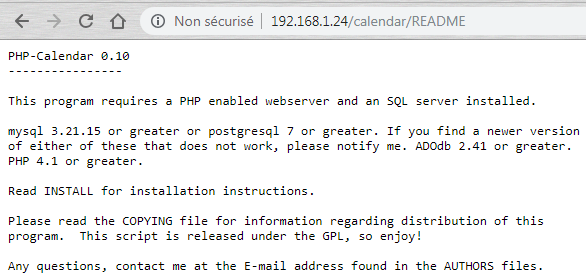 Non sécurisé | 192.168.1.24/calendar/README
PHP-Calendar 0.10
----------------
This program requires a PHP enabled webserver and an SQL server installed.
mysql 3.21.15 or greater or postgresql 7 or greater. If you find a newer version
of either of these that does not work, please notify me. ADOdb 2.41 or greater.
PHP 4.1 or greater.
Read INSTALL for installation instructions.
Please read the COPYING file for information regarding distribution of this
program.  This script is released under the GPL, so enjoy!
Any questions, contact me at the E-mail address found in the AUTHORS files.